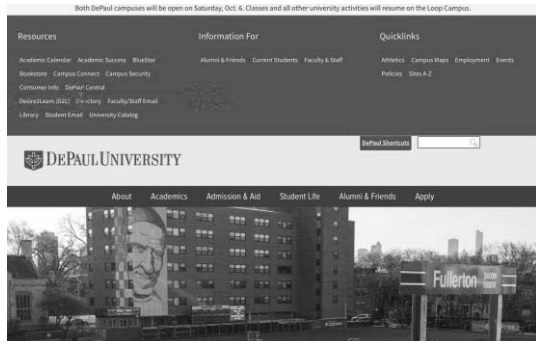 Both DePaul campuses will be open on Saturday, Oct. 6. Classes and all other university activities will resume on the Loop Campus.
Resources
Academic Calendar Academic Success BlueStar
Bookstore Campus Connect Campus Security
Consumer Info DePaul Central
Desire2Learn (D2L) Directory Faculty/Staff Email
Library Student Email University Catalog
Information For
Alumni & Friends Current Students Faculty & Staff
Quicklinks
Athletics Campus Maps Employment Events
Policies Sites A-Z
DePaul Shortcuts
DEPAUL UNIVERSITY
About Academics Admission & Aid Student Life Alumni & Friends Apply
Fullerton